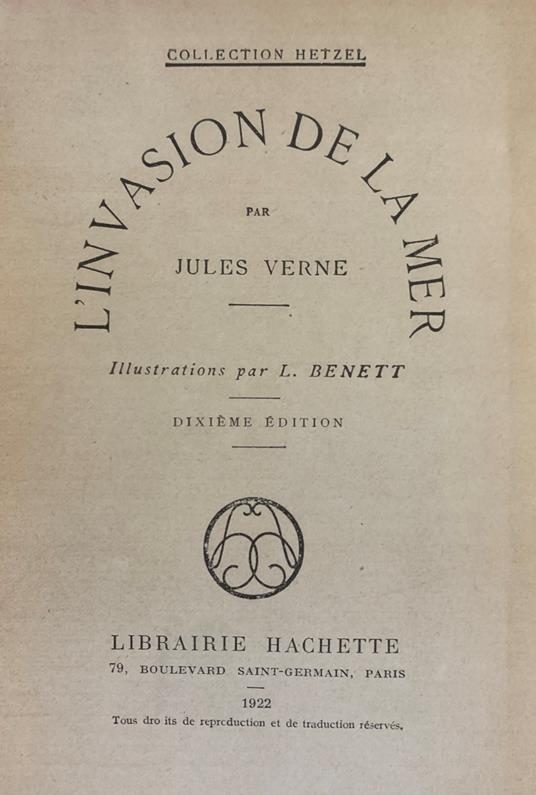 COLLECTION HETZEL
L'INVASION DE LA MER
PAR
JULES VERNE
Illustrations par L. BENETT
DIXIÈME ÉDITION
LIBRAIRIE HACHETTE
79, BOULEVARD SAINT-GERMAIN, PARIS
1922
Tous dro its de reproduction et de traduction réservés.